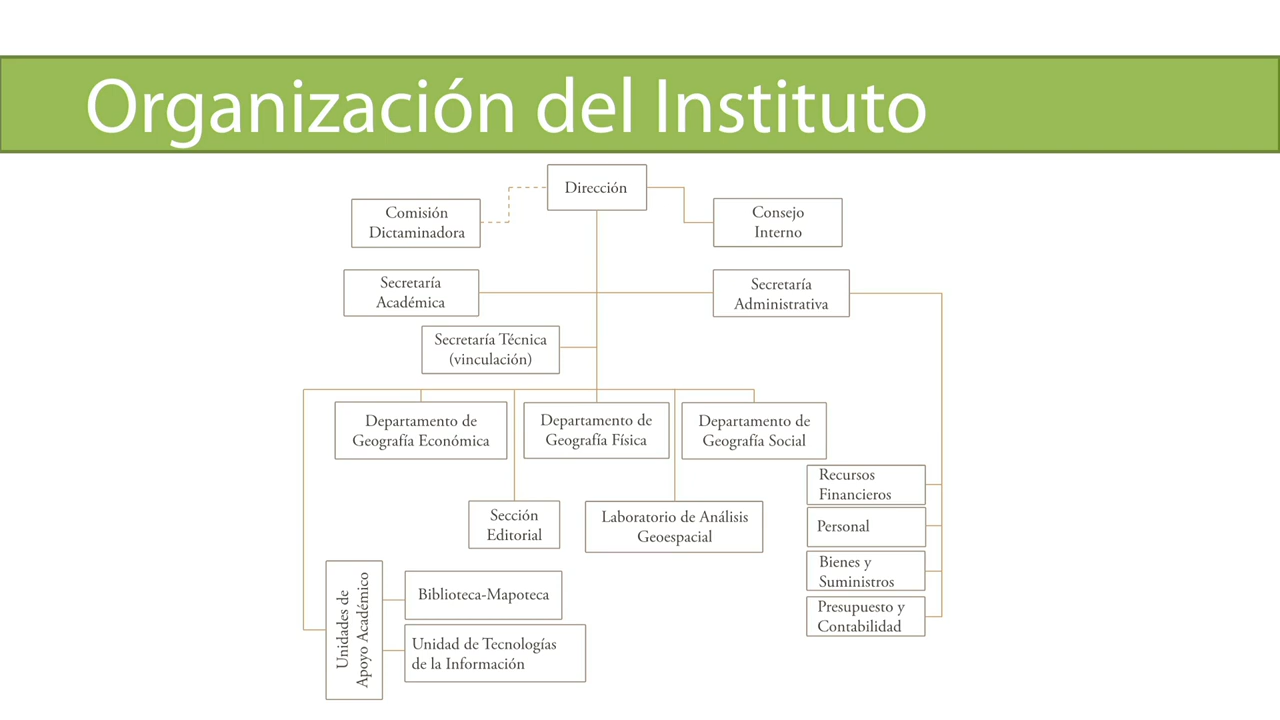 Organización del Instituto
Dirección
Comisión
Dictaminadora
Consejo
Interno
Secretaría
Académica
Secretaría
Administrativa
Secretaría Técnica
(vinculación)
Departamento de
Geografía Económica
Departamento de
Geografía Física
Departamento de
Geografía Social
Recursos
Financieros
Personal
Bienes y
Suministros
Presupuesto y
Contabilidad
Sección
Editorial
Laboratorio de Análisis
Geoespacial
Unidades de
Apoyo Académico
Biblioteca-Mapoteca
Unidad de Tecnologías
de la Información